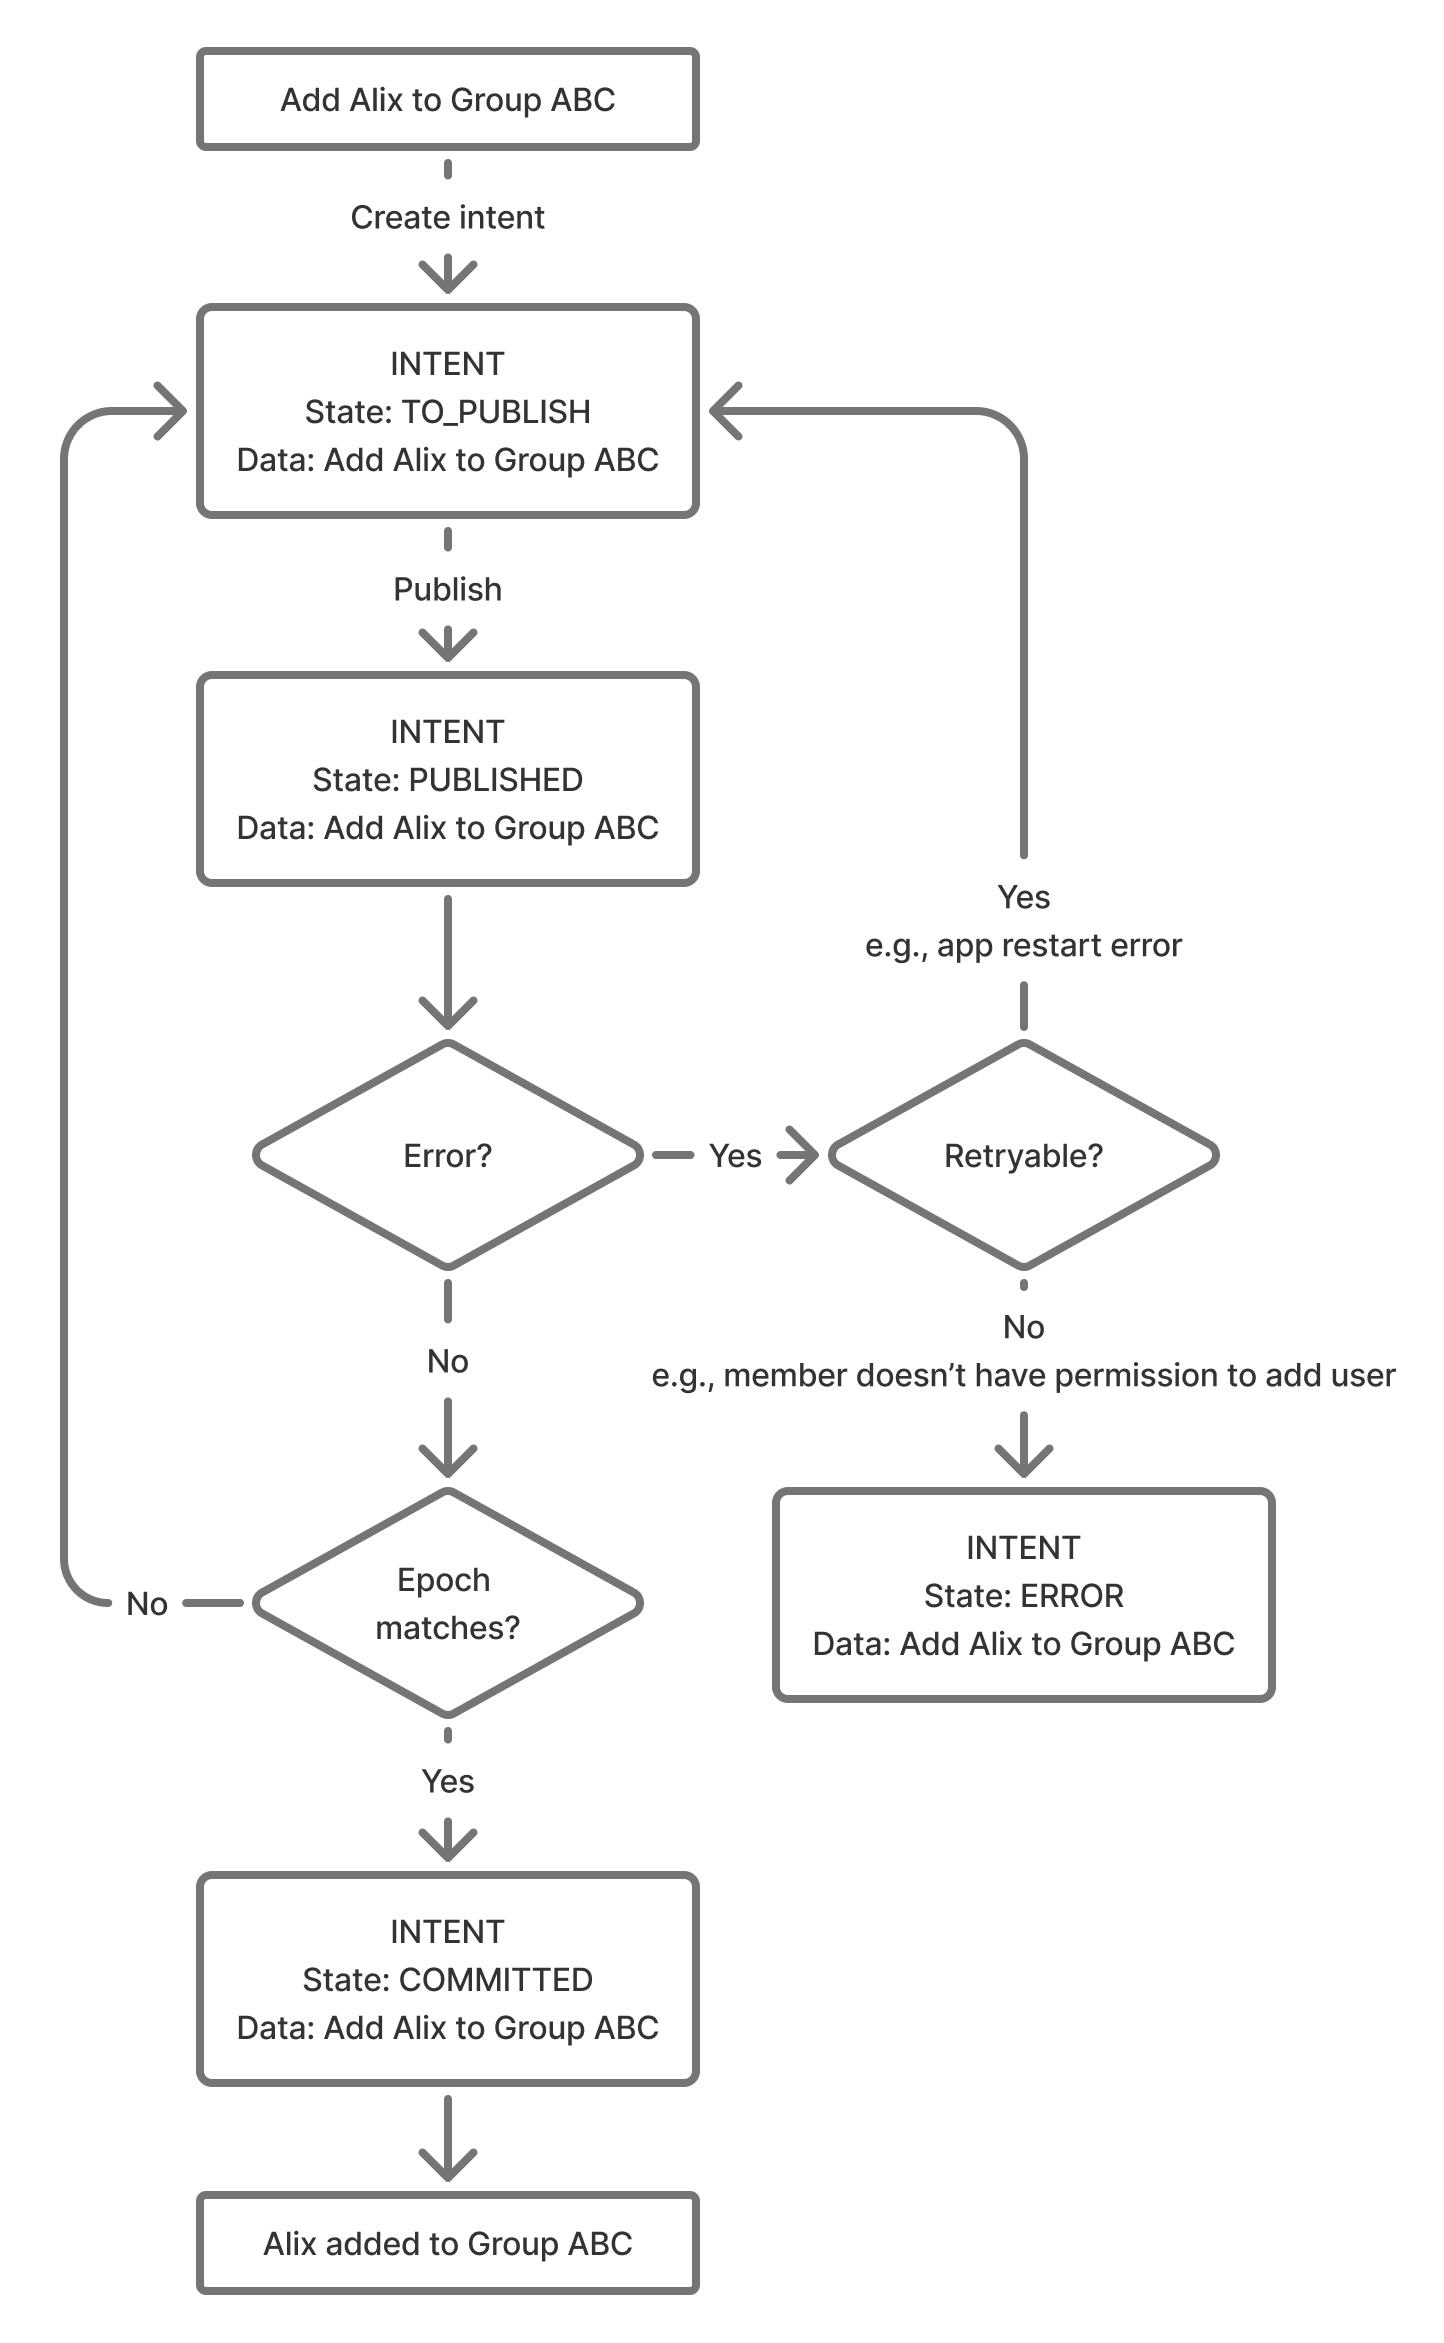 Add Alix to Group ABC
Create intent
INTENT
State: TO_PUBLISH
Data: Add Alix to Group ABC
Publish
INTENT
State: PUBLISHED
Data: Add Alix to Group ABC
Yes
e.g., app restart error
Error?
Yes
Retryable?
No
No
e.g., member doesn’t have permission to add user
Epoch
matches?
No
INTENT
State: ERROR
Data: Add Alix to Group ABC
Yes
INTENT
State: COMMITTED
Data: Add Alix to Group ABC
Alix added to Group ABC